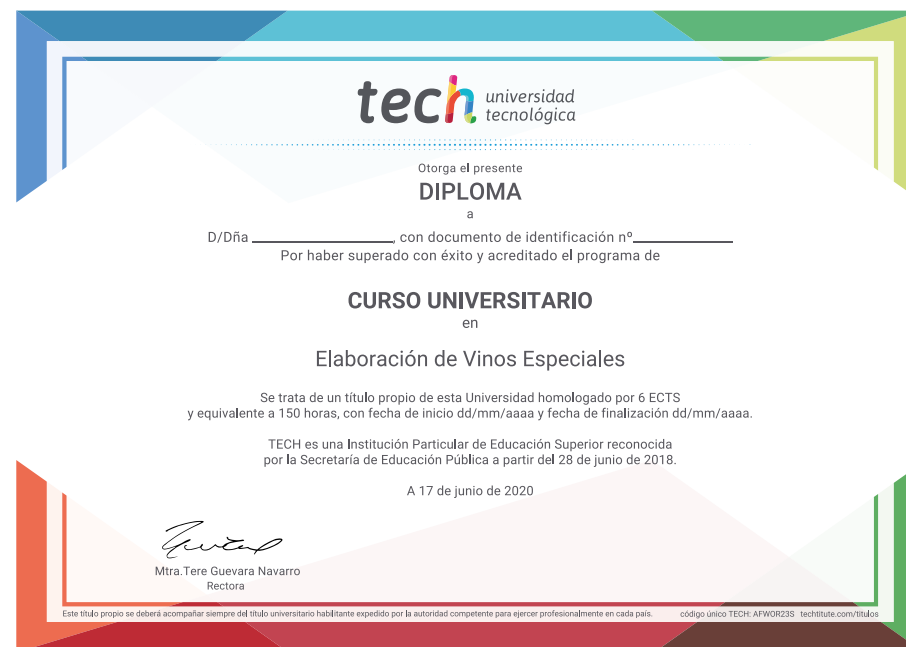 tech universidad
tecnológica
Otorga el presente
DIPLOMA
a
D/Dña ____________________, con documento de identificación nº______________
Por haber superado con éxito y acreditado el programa de
CURSO UNIVERSITARIO
en
Elaboración de Vinos Especiales
Se trata de un título propio de esta Universidad homologado por 6 ECTS
y equivalente a 150 horas, con fecha de inicio dd/mm/aaaa y fecha de finalización dd/mm/aaaa.
TECH es una Institución Particular de Educación Superior reconocida
por la Secretaría de Educación Pública a partir del 28 de junio de 2018.
A 17 de junio de 2020
Mtra.Tere Guevara Navarro
Rectora
Este título propio se deberá acompañar siempre del título universitario habilitante expedido por la autoridad competente para ejercer profesionalmente en cada país. código único TECH: AFWOR23S techtitute.com/títulos